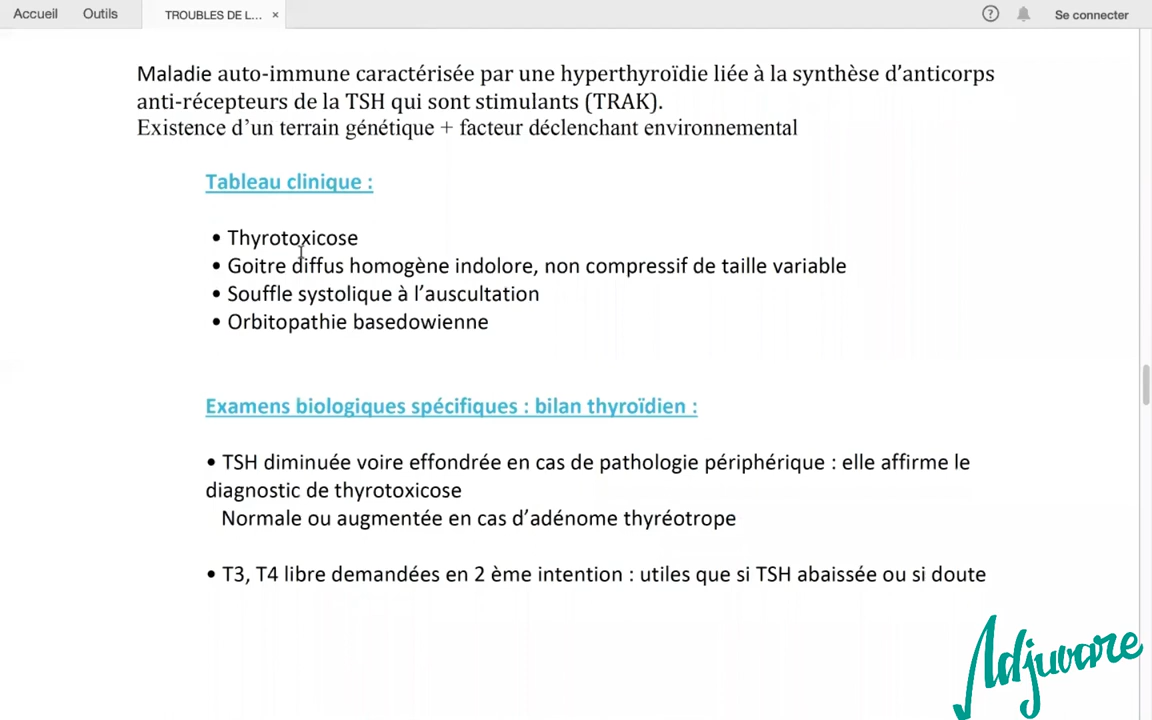 Accueil Outils TROUBLES DE L... × ? Se connecter
Maladie auto-immune caractérisée par une hyperthyroïdie liée à la synthèse d’anticorps
anti-récepteurs de la TSH qui sont stimulants (TRAK).
Existence d’un terrain génétique + facteur déclenchant environnemental
Tableau clinique :
• Thyrotoxicose
• Goitre diffus homogène indolore, non compressif de taille variable
• Souffle systolique à l’auscultation
• Orbitopathie basedowienne
Examens biologiques spécifiques : bilan thyroïdien :
• TSH diminuée voire effondrée en cas de pathologie périphérique : elle affirme le
diagnostic de thyrotoxicose
Normale ou augmentée en cas d’adénome thyréotrope
• T3, T4 libre demandées en 2 ème intention : utiles que si TSH abaissée ou si doute
Adjuvare